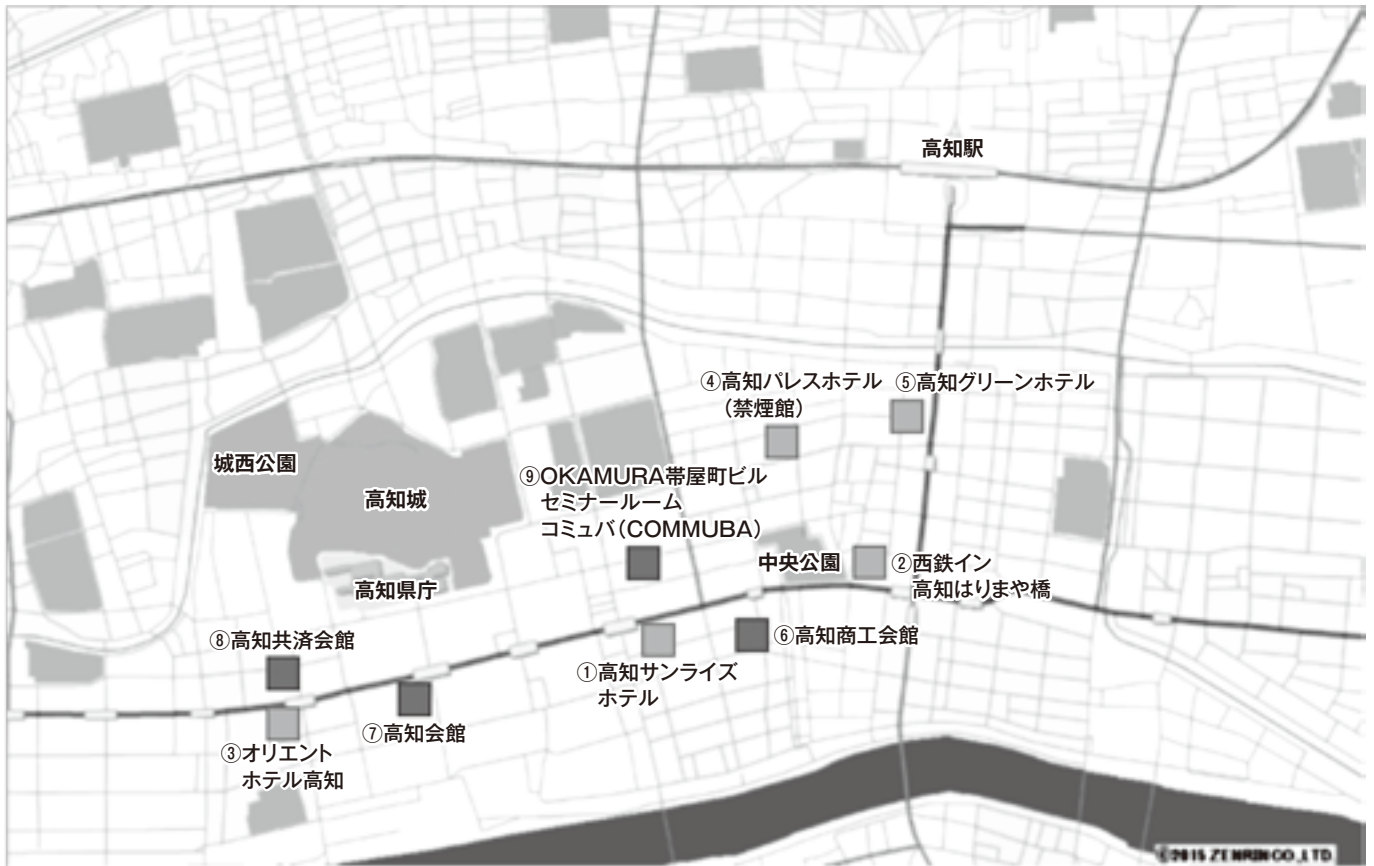 高知駅
④高知パレスホテル
（禁煙館）
⑤高知グリーンホテル
城西公園
高知城
⑨OKAMURA帯屋町ビル
セミナールーム
コミュバ（COMMUBA）
中央公園
②西鉄イン
高知はりまや橋
高知県庁
⑧高知共済会館
⑥高知商工会館
①高知サンライズ
ホテル
⑦高知会館
③オリエント
ホテル高知
©2015 ZENRIN CO., LTD.